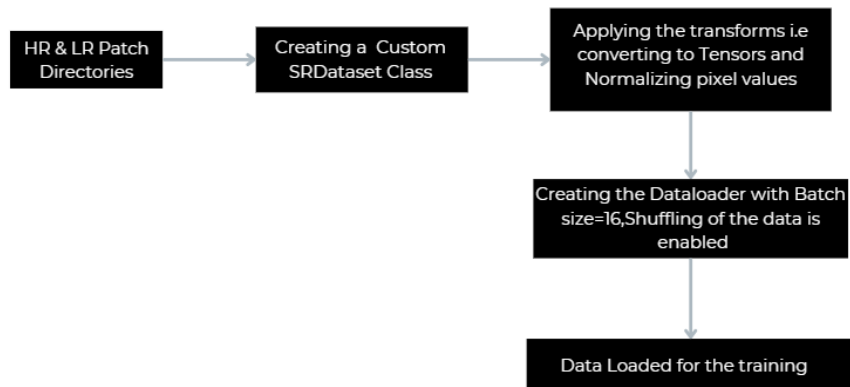 HR & LR Patch
Directories
Creating a Custom
SRDataset Class
Applying the transforms i.e
converting to Tensors and
Normalizing pixel values
Creating the Dataloader with Batch
size=16,Shuffling of the data is
enabled
Data Loaded for the training